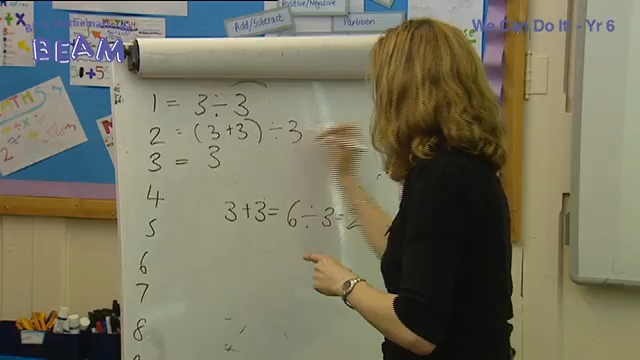 We Can Do It! - Yr 6
BEAM
Positive/Negative
Add/Subtract
Partition
1 = 3 ÷ 3
2 = (3 + 3) ÷ 3
3 = 3
4
3 + 3 = 6 ÷ 3 = 2
5
6
7
8